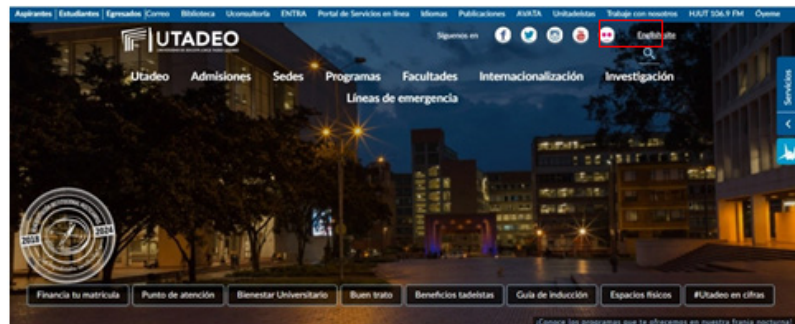 Aspirantes | Estudiantes | Egresados | Correo Biblioteca Uconsultoría ENTRA Portal de Servicios en línea Idiomas Publicaciones AVATA Unitadeístas Trabaje con nosotros HJUT 106.9 FM Óyeme
UTADEO
Síguenos en
English site
Utadeo Admisiones Sedes Programas Facultades Internacionalización Investigación
Líneas de emergencia
Servicios
2018 2024
Financia tu matrícula Punto de atención Bienestar Universitario Buen trato Beneficios tadeístas Guía de inducción Espacios físicos #Utadeo en cifras
¡Conoce los programas que te ofrecemos en nuestra franja nocturna!